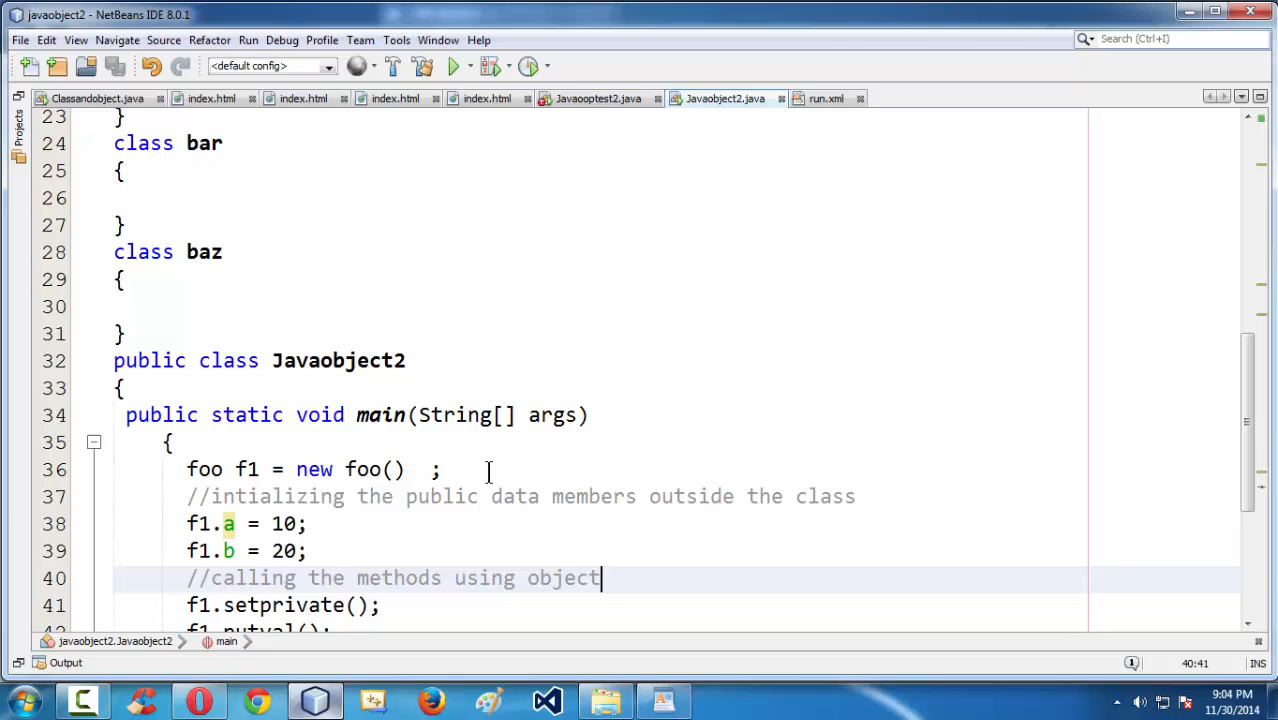 javaobject2 - NetBeans IDE 8.0.1
File Edit View Navigate Source Refactor Run Debug Profile Team Tools Window Help
Search (Ctrl+I)
<default config>
Classandobject.java index.html index.html index.html index.html Javaooptest2.java Javaobject2.java run.xml
Projects
23 }
24 class bar
25 {
26
27 }
28 class baz
29 {
30
31 }
32 public class Javaobject2
33 {
34 public static void main(String[] args)
35 {
36 foo f1 = new foo() ;
37 //intializing the public data members outside the class
38 f1.a = 10;
39 f1.b = 20;
40 //calling the methods using object
41 f1.setprivate();
42 f1.putval();
javaobject2.Javaobject2 main
Output
1 40:41 INS
9:04 PM
11/30/2014